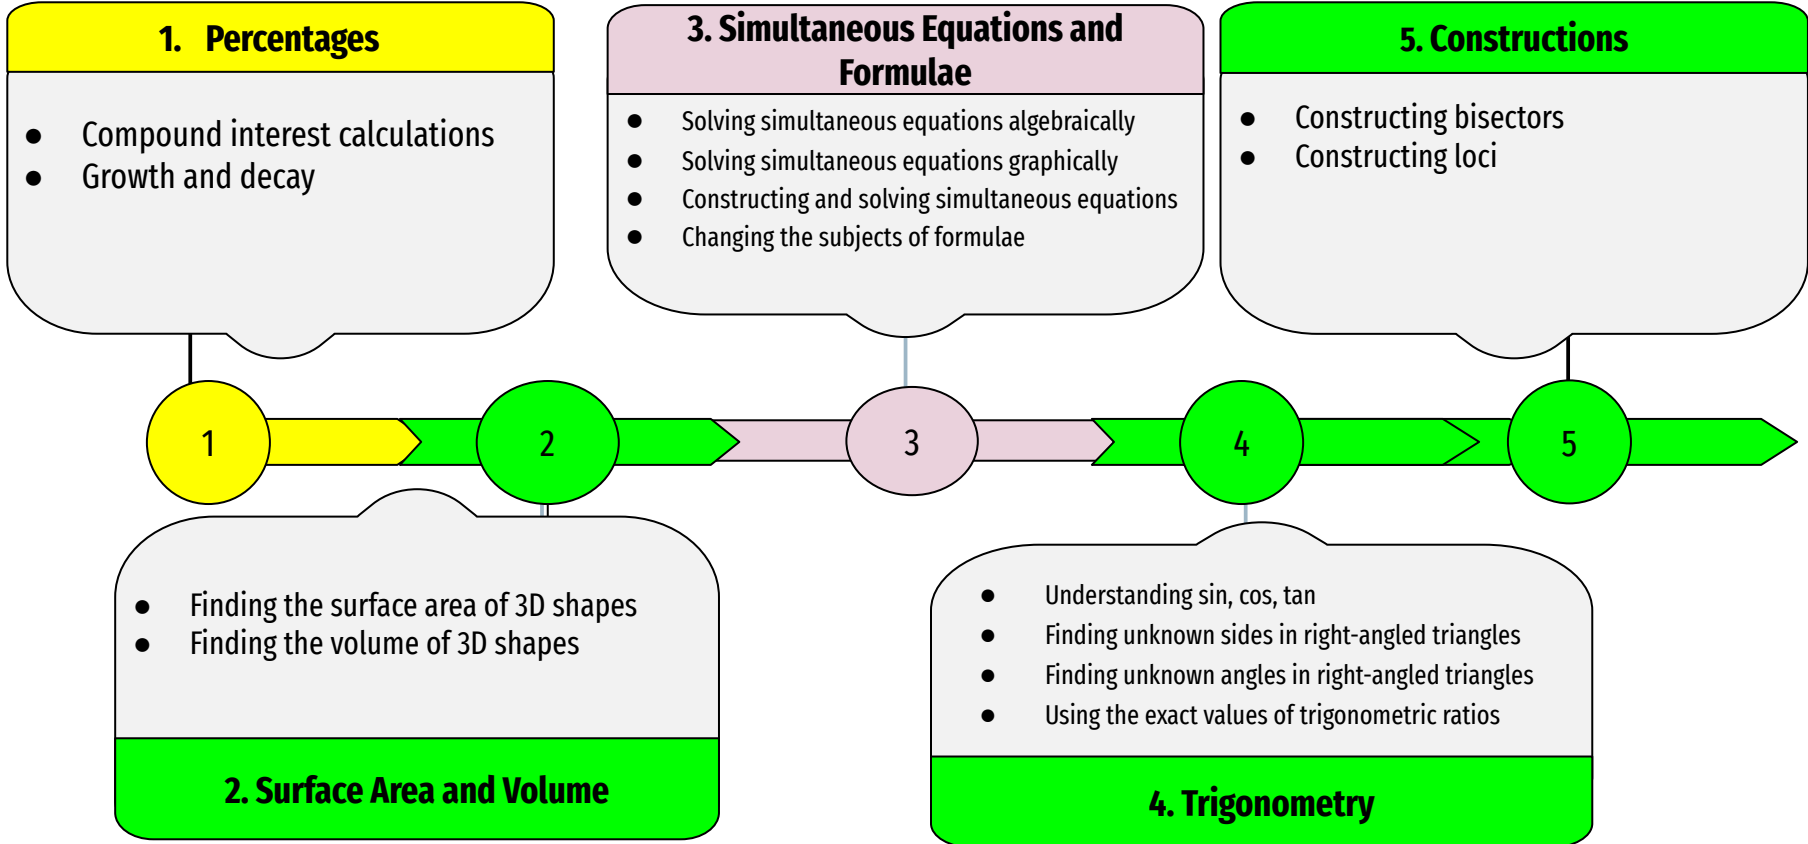 1. Percentages
● Compound interest calculations
● Growth and decay
3. Simultaneous Equations and
Formulae
● Solving simultaneous equations algebraically
● Solving simultaneous equations graphically
● Constructing and solving simultaneous equations
● Changing the subjects of formulae
5. Constructions
● Constructing bisectors
● Constructing loci
1
2
3
4
5
● Finding the surface area of 3D shapes
● Finding the volume of 3D shapes
2. Surface Area and Volume
● Understanding sin, cos, tan
● Finding unknown sides in right-angled triangles
● Finding unknown angles in right-angled triangles
● Using the exact values of trigonometric ratios
4. Trigonometry